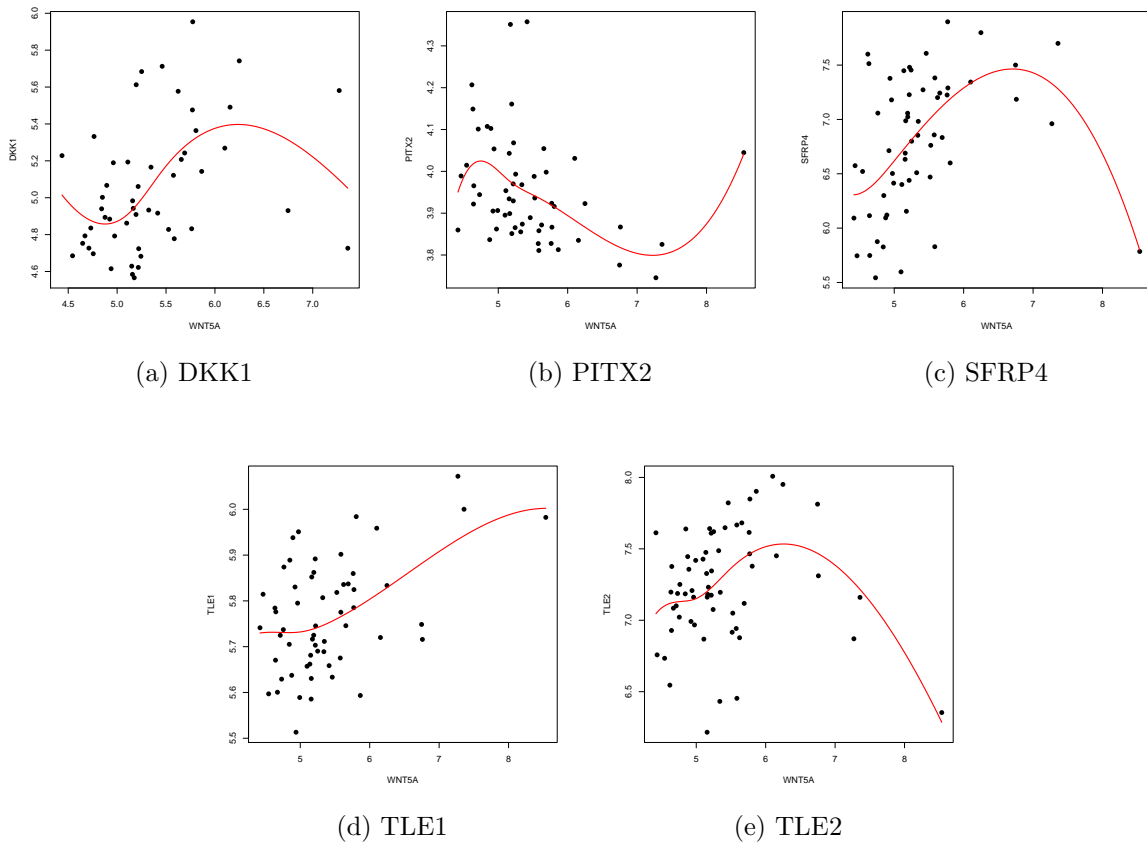 6.0
5.8
5.6
5.4
5.2
5.0
4.8
4.6
DKK1
4.5 5.0 5.5 6.0 6.5 7.0
WNT5A
(a) DKK1
4.3
4.2
4.1
4.0
3.9
3.8
PITX2
5 6 7 8
WNT5A
(b) PITX2
7.5
7.0
6.5
6.0
5.5
SFRP4
5 6 7 8
WNT5A
(c) SFRP4
6.0
5.9
5.8
5.7
5.6
5.5
TLE1
5 6 7 8
WNT5A
(d) TLE1
8.0
7.5
7.0
6.5
TLE2
5 6 7 8
WNT5A
(e) TLE2